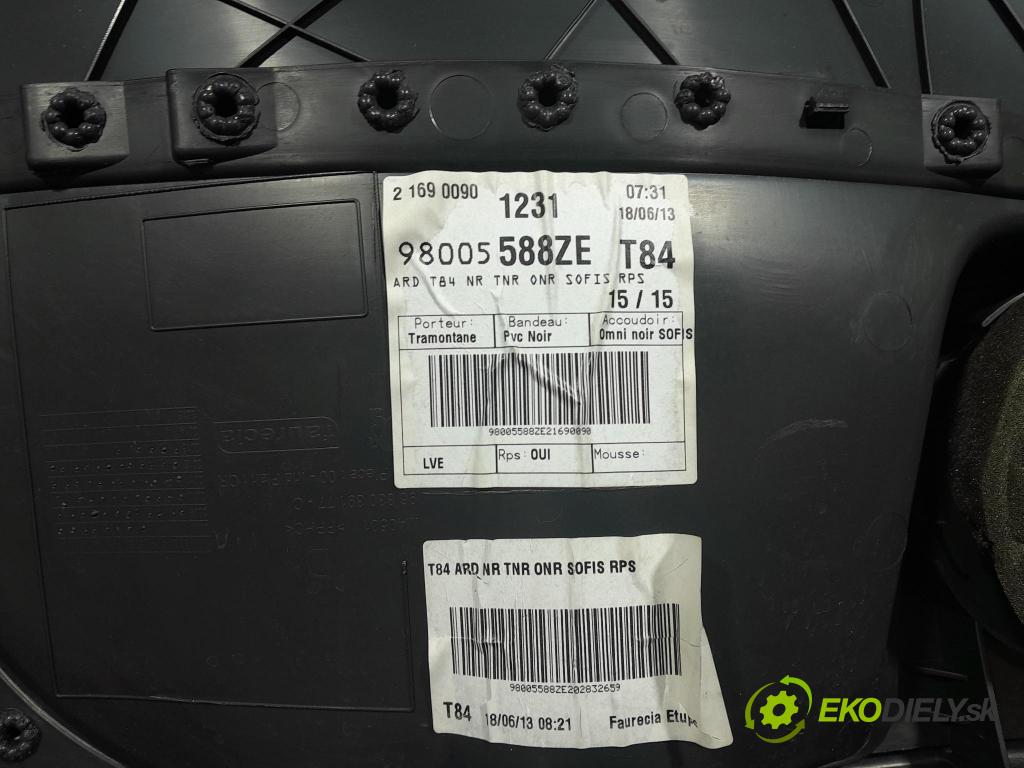 2 169 0090 1231 07:31
18/06/13
98005 588ZE T84
ARD T84 NR TNR ONR SOFIS RPS
15 / 15
Porteur: Bandeau: Accoudoir:
Tramontane Pvc Noir Omni noir SOFIS
98005588ZE21690090
LVE Rps: OUI Mousse:
faurecia
T84 ARD NR TNR ONR SOFIS RPS
98005588ZE202832659
T84 18/06/13 08:21 Faurecia Etupes
EKODIELY.sk